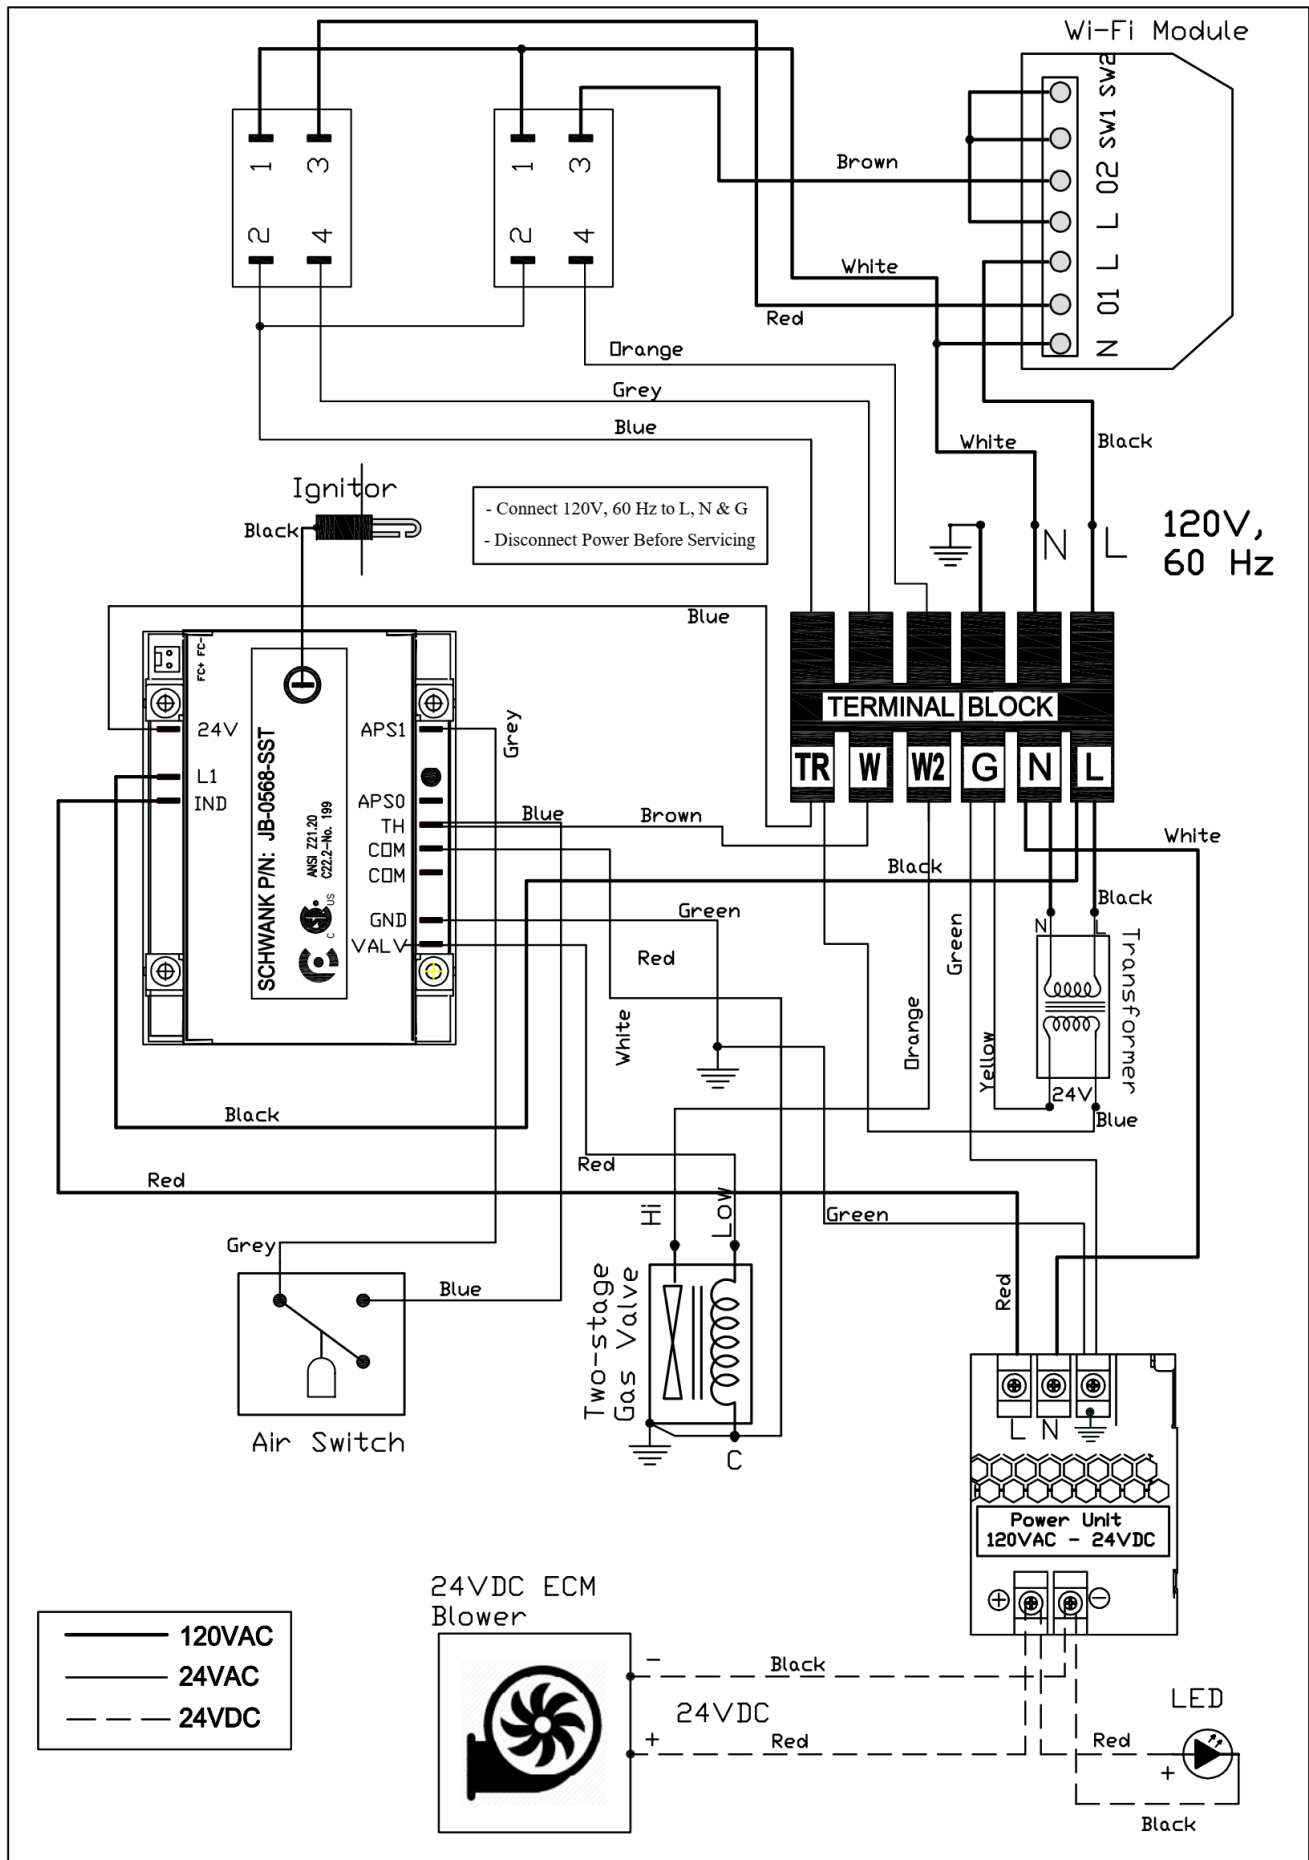 Wi-Fi Module
SW2
SW1
O2
L
L
O1
N
1
3
2
4
1
3
2
4
Brown
White
Red
Orange
Grey
Blue
White
Black
Ignitor
Black
- Connect 120V, 60 Hz to L, N & G
- Disconnect Power Before Servicing
N
L
120V,
60 Hz
Blue
TERMINAL BLOCK
TR
W
W2
G
N
L
FC+ FC-
24V
L1
IND
SCHWANK P/N: JB-0568-SST
ANSI Z21.20
C22.2-No. 199
C
US
APS1
APS0
TH
COM
COM
GND
VALV
Grey
Blue
Brown
White
Black
Black
Green
Red
White
Green
Orange
Yellow
N
L
Transformer
24V
Blue
Black
Red
Red
Green
Hi
Low
Grey
Blue
Red
Two-stage
Gas Valve
C
Air Switch
L
N
Power Unit
120VAC - 24VDC
+
-
24VDC ECM
Blower
-
Black
24VDC
+
Red
Red
LED
+
Black
120VAC
24VAC
24VDC